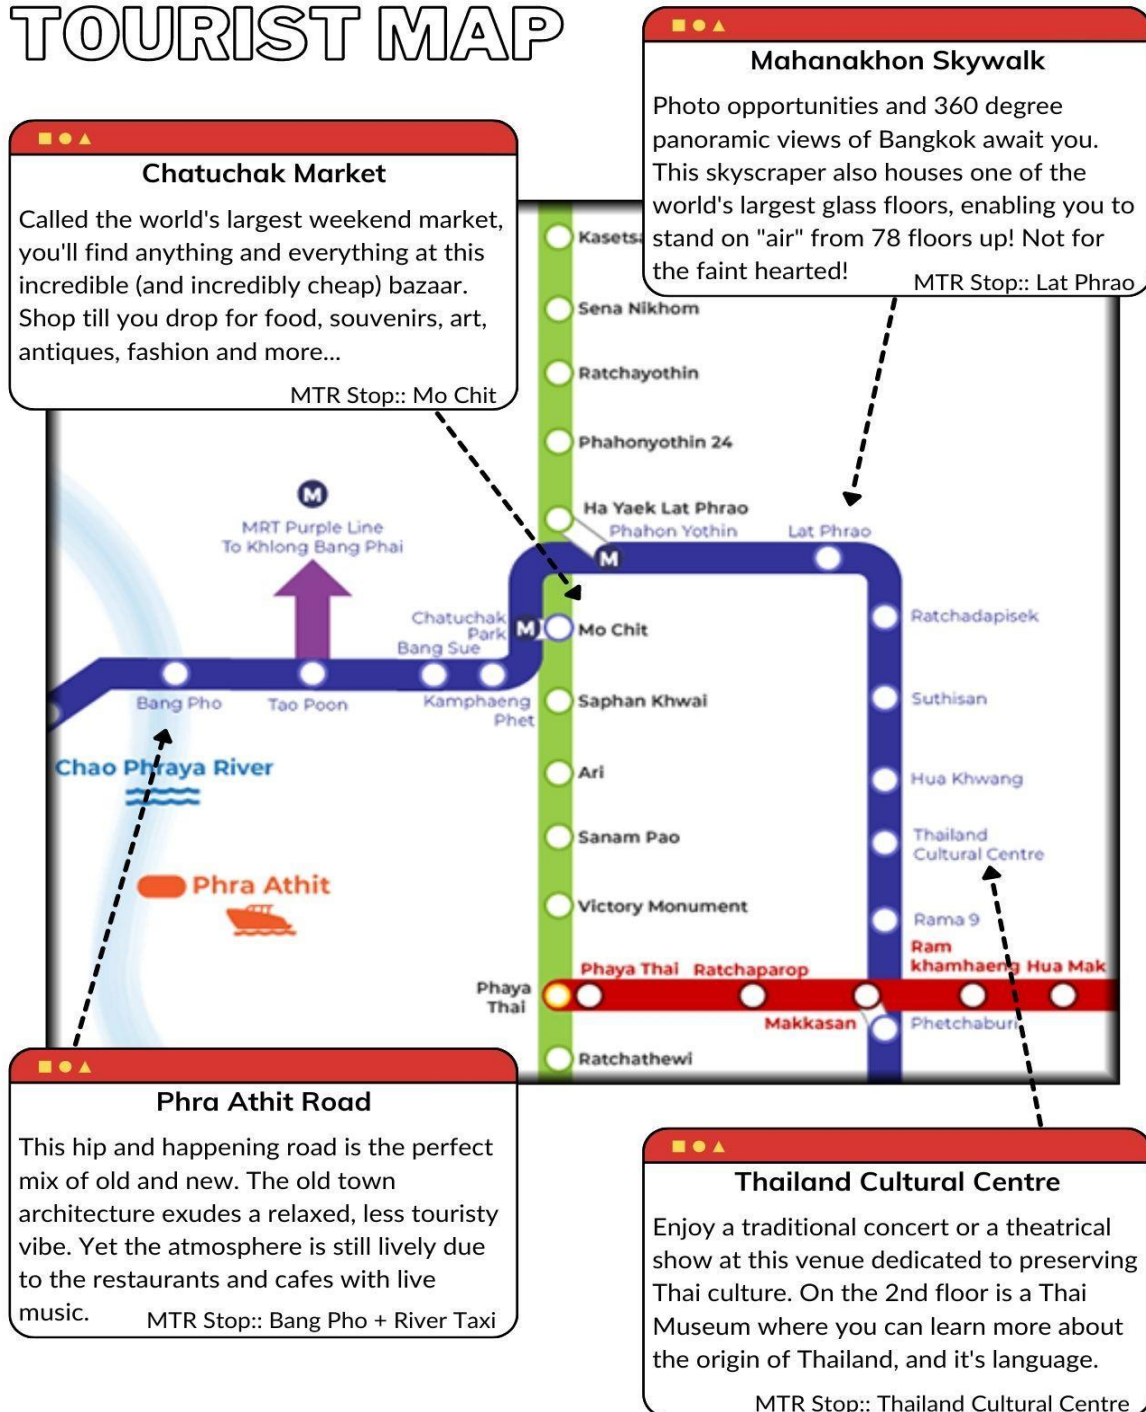 TOURIST MAP
Mahanakhon Skywalk
Photo opportunities and 360 degree
panoramic views of Bangkok await you.
This skyscraper also houses one of the
world's largest glass floors, enabling you to
stand on "air" from 78 floors up! Not for
the faint hearted!
MTR Stop:: Lat Phrao
Chatuchak Market
Called the world's largest weekend market,
you'll find anything and everything at this
incredible (and incredibly cheap) bazaar.
Shop till you drop for food, souvenirs, art,
antiques, fashion and more...
MTR Stop:: Mo Chit
Sena Nikhom
Ratchayothin
Phahonyothin 24
Ha Yaek Lat Phrao
Phahon Yothin
Lat Phrao
M
M
MRT Purple Line
To Khlong Bang Phai
Chatuchak
Park
M
Mo Chit
Ratchadapisek
Bang Sue
Bang Pho
Tao Poon
Kamphaeng
Phet
Saphan Khwai
Suthisan
Chao Phraya River
Ari
Hua Khwang
Sanam Pao
Thailand
Cultural Centre
Phra Athit
Victory Monument
Rama 9
Phaya
Thai
Phaya Thai
Ratchaparop
Ram
khamhaeng
Hua Mak
Makkasan
Phetchaburi
Ratchathewi
Phra Athit Road
This hip and happening road is the perfect
mix of old and new. The old town
architecture exudes a relaxed, less touristy
vibe. Yet the atmosphere is still lively due
to the restaurants and cafes with live
music.
MTR Stop:: Bang Pho + River Taxi
Thailand Cultural Centre
Enjoy a traditional concert or a theatrical
show at this venue dedicated to preserving
Thai culture. On the 2nd floor is a Thai
Museum where you can learn more about
the origin of Thailand, and it's language.
MTR Stop:: Thailand Cultural Centre